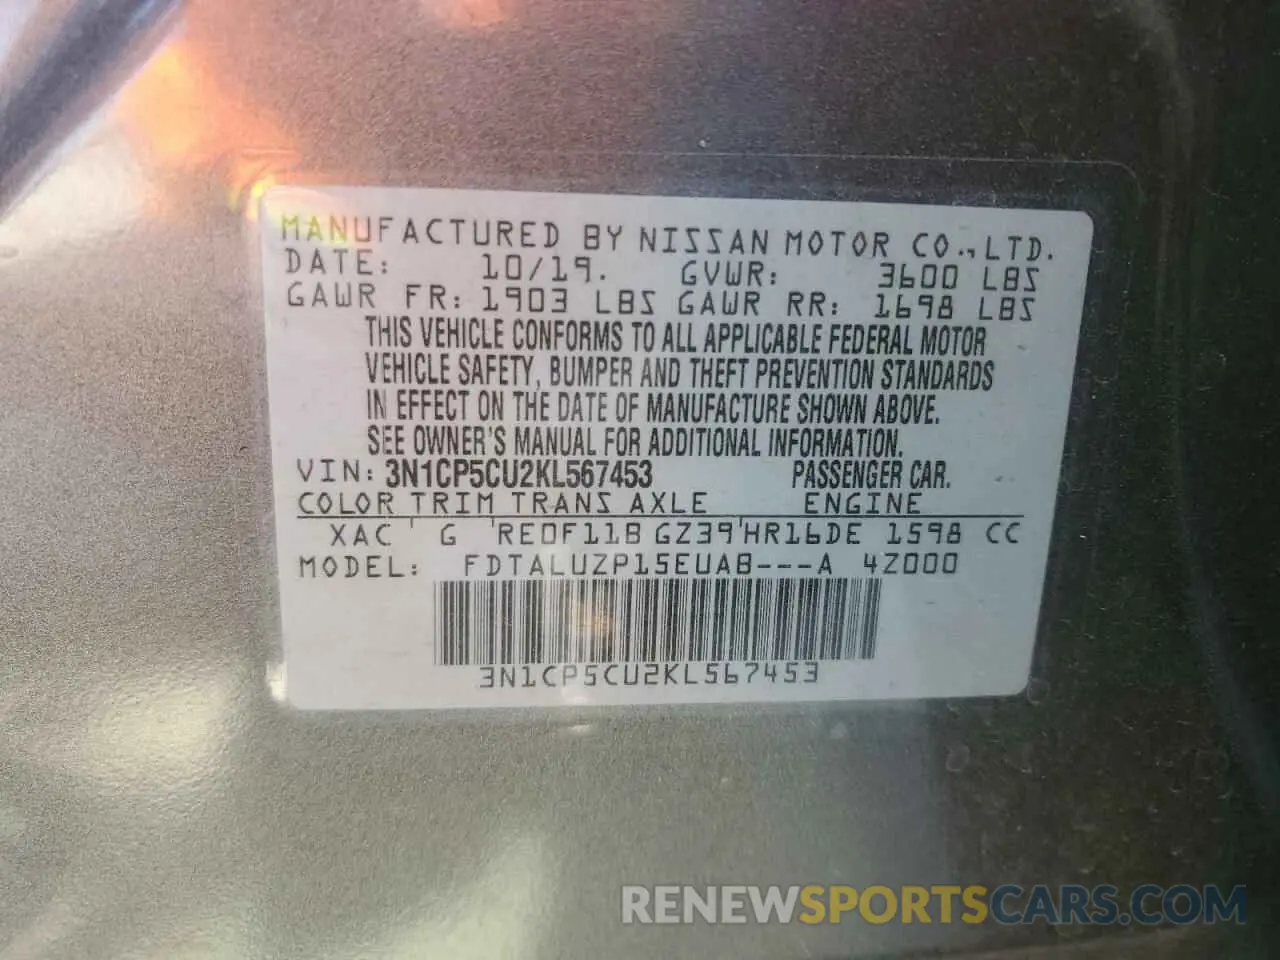 MANUFACTURED BY NISSAN MOTOR CO., LTD.
DATE: 10/19. GVWR: 3600 LBS
GAWR FR: 1903 LBS GAWR RR: 1698 LBS
THIS VEHICLE CONFORMS TO ALL APPLICABLE FEDERAL MOTOR
VEHICLE SAFETY, BUMPER AND THEFT PREVENTION STANDARDS
IN EFFECT ON THE DATE OF MANUFACTURE SHOWN ABOVE.
SEE OWNER'S MANUAL FOR ADDITIONAL INFORMATION.
VIN: 3N1CP5CU2KL567453 PASSENGER CAR.
COLOR TRIM TRANS AXLE ENGINE
XAC ' G 'RE0F11B GZ39'HR16DE 1598 CC
MODEL: FDTALUZP15EUAB---A 4Z000
3N1CP5CU2KL567453
RENEWSPORTSCARS.COM